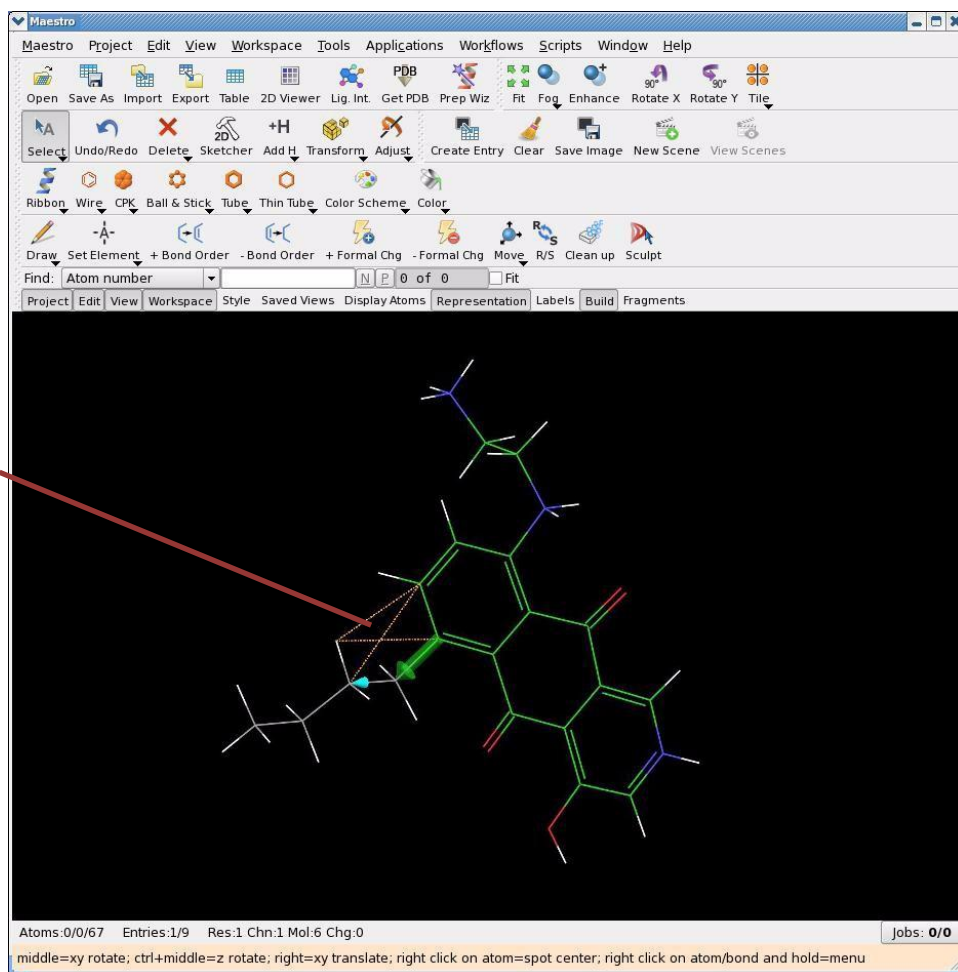 Maestro
Maestro Project Edit View Workspace Tools Applications Workflows Scripts Window Help
90° 90°
Open Save As Import Export Table 2D Viewer Lig. Int. Get PDB Prep Wiz Fit Fog Enhance Rotate X Rotate Y Tile
A 2D +H
Select Undo/Redo Delete Sketcher Add H Transform Adjust Create Entry Clear Save Image New Scene View Scenes
Ribbon Wire CPK Ball & Stick Tube Thin Tube Color Scheme Color
-A- R S
Draw Set Element + Bond Order - Bond Order + Formal Chg - Formal Chg Move R/S Clean up Sculpt
Find: Atom number N P 0 of 0 Fit
Project Edit View Workspace Style Saved Views Display Atoms Representation Labels Build Fragments
Atoms:0/0/67 Entries:1/9 Res:1 Chn:1 Mol:6 Chg:0 Jobs: 0/0
middle=xy rotate; ctrl+middle=z rotate; right=xy translate; right click on atom=spot center; right click on atom/bond and hold=menu